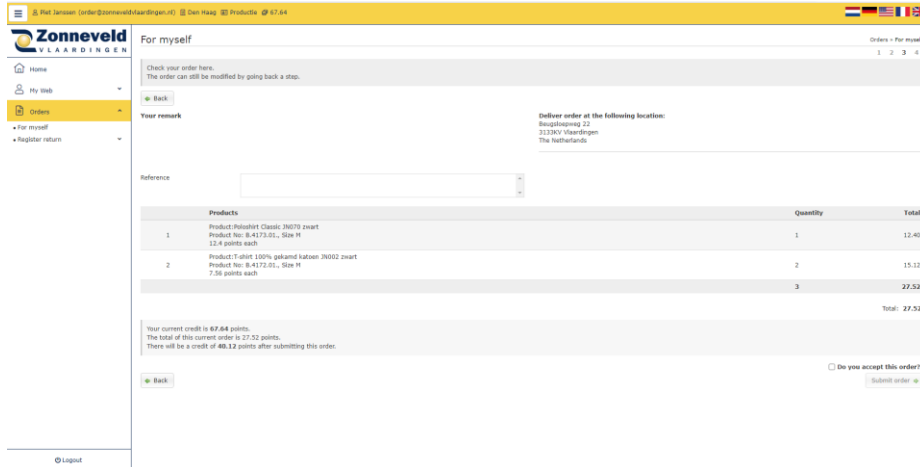 Piet Janssen (order@zonneveldvlaardingen.nl) Den Haag Productie 67.64
Zonneveld
VLAARDINGEN
Home
My Web
Orders
For myself
Register return
Logout
For myself
Orders » For myself
1 2 3 4
Check your order here.
The order can still be modified by going back a step.
Back
Your remark
Deliver order at the following location:
Beugsloepweg 22
3133KV Vlaardingen
The Netherlands
Reference
Products Quantity Total
1 Product:Poloshirt Classic JN070 zwart 1 12.40
Product No: 8.4173.01., Size M
12.4 points each
2 Product:T-shirt 100% gekamd katoen JN002 zwart 2 15.12
Product No: 8.4172.01., Size M
7.56 points each
3 27.52
Total: 27.52
Your current credit is 67.64 points.
The total of this current order is 27.52 points.
There will be a credit of 40.12 points after submitting this order.
Do you accept this order?
Back
Submit order